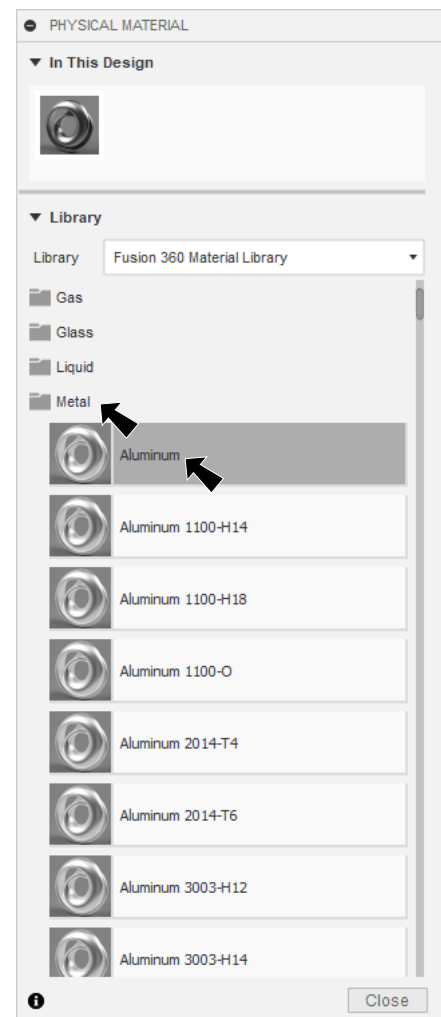 PHYSICAL MATERIAL
In This Design
Library
Library Fusion 360 Material Library
Gas
Glass
Liquid
Metal
Aluminum
Aluminum 1100-H14
Aluminum 1100-H18
Aluminum 1100-O
Aluminum 2014-T4
Aluminum 2014-T6
Aluminum 3003-H12
Aluminum 3003-H14
Close